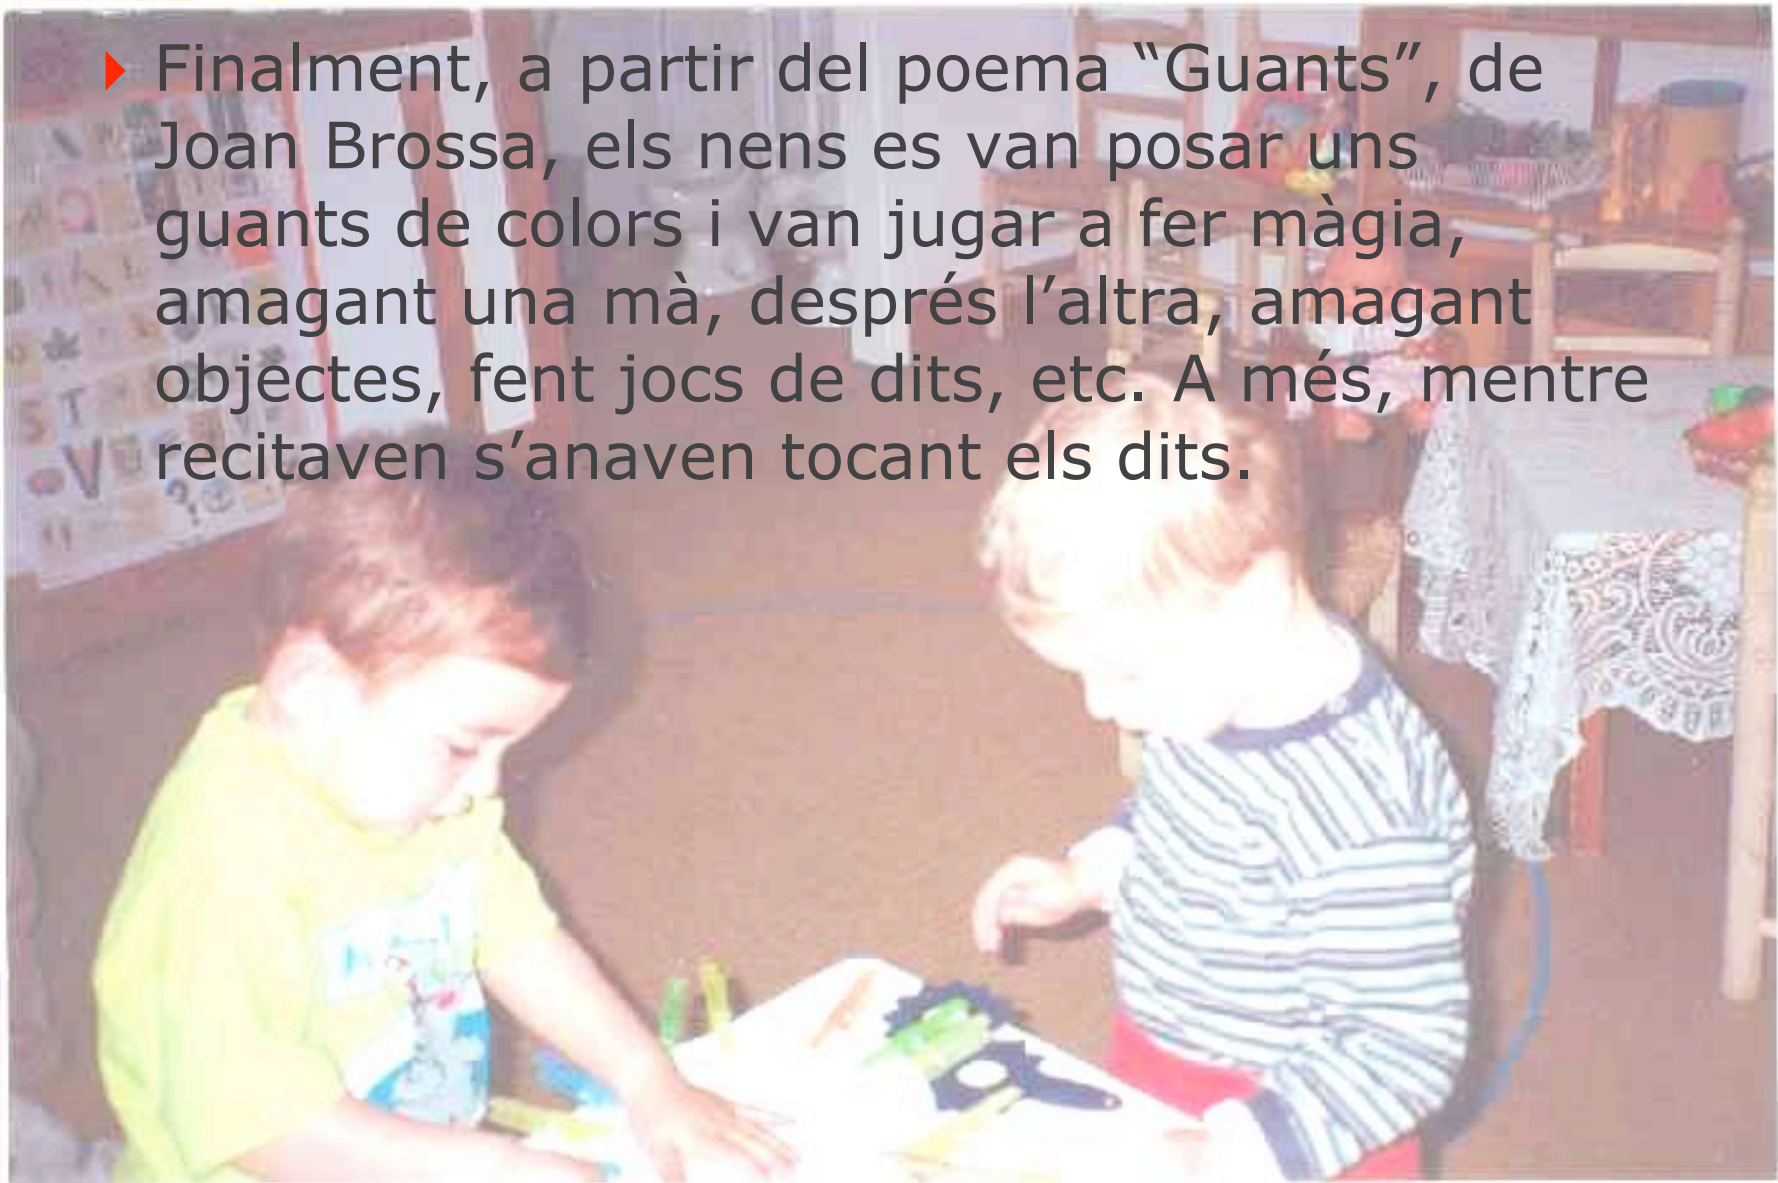 Finalment, a partir del poema “Guants”, de
Joan Brossa, els nens es van posar uns
guants de colors i van jugar a fer màgia,
amagant una mà, després l’altra, amagant
objectes, fent jocs de dits, etc. A més, mentre
recitaven s’anaven tocant els dits.
S T
V
?